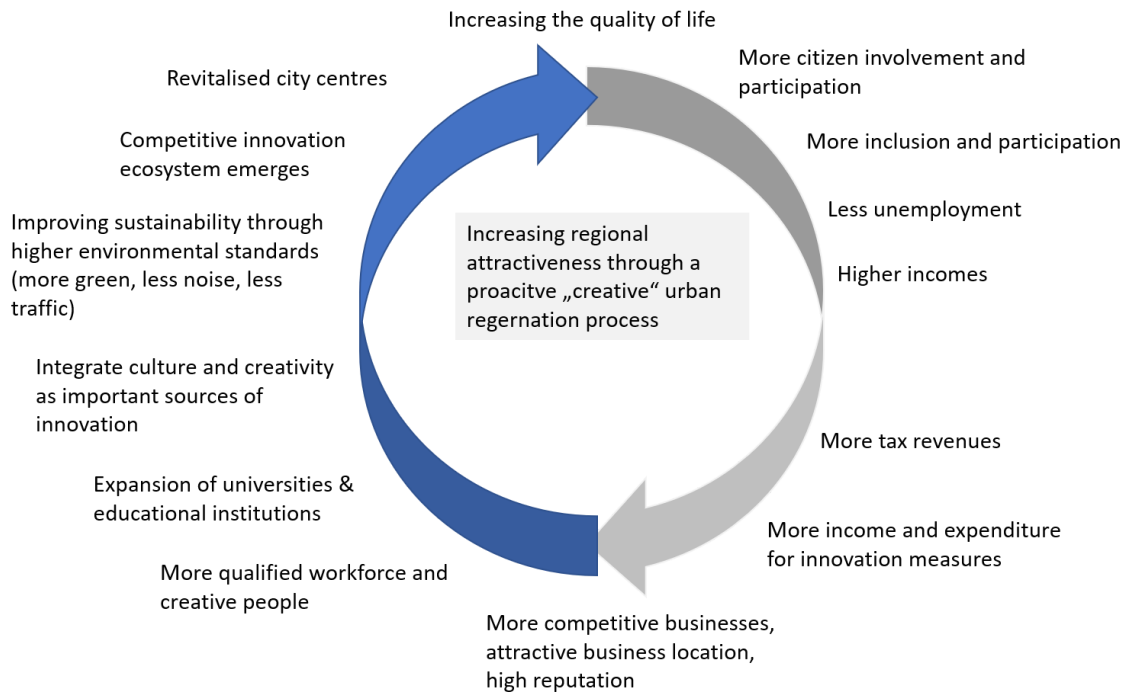 Increasing the quality of life
More citizen involvement and
participation
More inclusion and participation
Less unemployment
Higher incomes
More tax revenues
More income and expenditure
for innovation measures
More competitive businesses,
attractive business location,
high reputation
More qualified workforce and
creative people
Expansion of universities &
educational institutions
Integrate culture and creativity
as important sources of
innovation
Improving sustainability through
higher environmental standards
(more green, less noise, less
traffic)
Competitive innovation
ecosystem emerges
Revitalised city centres
Increasing regional
attractiveness through a
proacitve „creative“ urban
regernation process